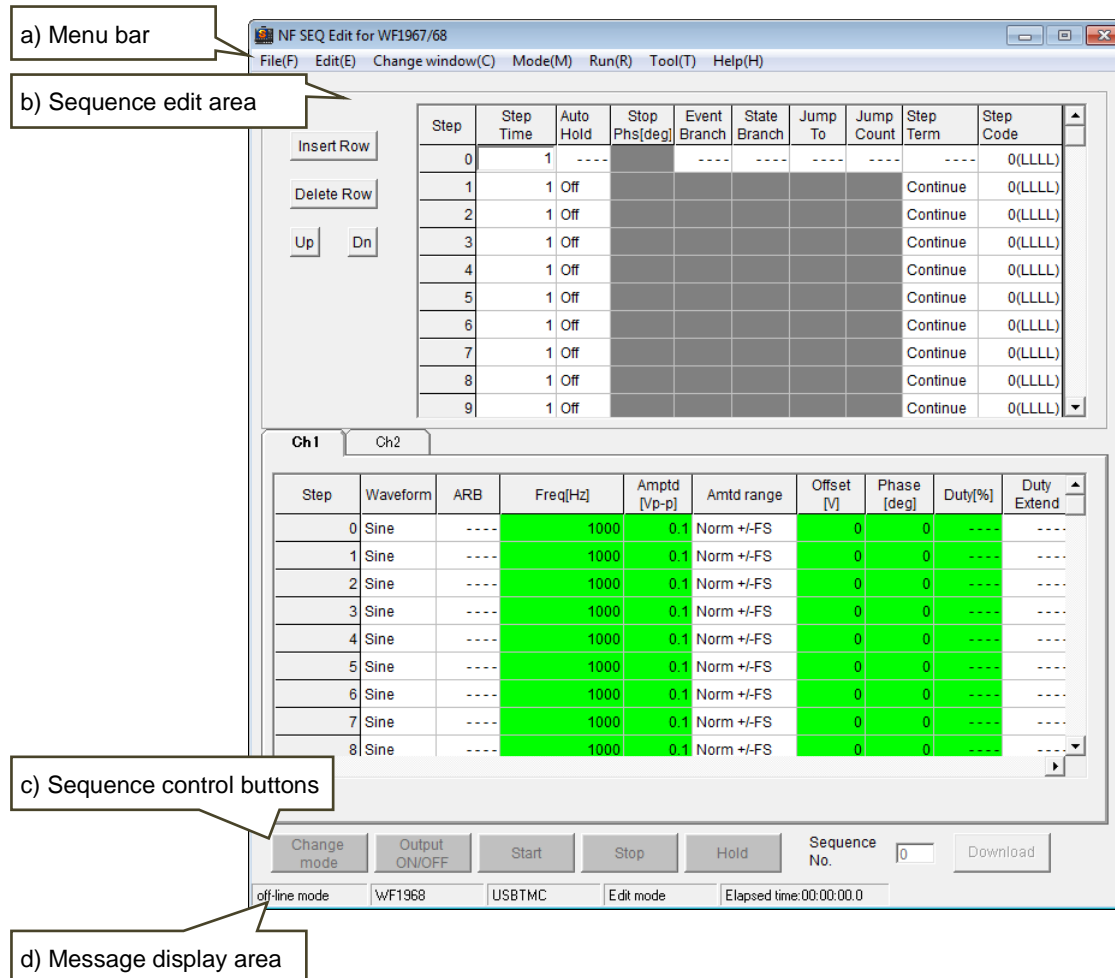 a) Menu bar
NF SEQ Edit for WF1967/68
File(F) Edit(E) Change window(C) Mode(M) Run(R) Tool(T) Help(H)
b) Sequence edit area
Insert Row
Delete Row
Up Dn
Step Step Time Auto Hold Stop Phs[deg] Event Branch State Branch Jump To Jump Count Step Term Step Code
0 1 ---- ---- ---- ---- ---- ---- 0(LLLL)
1 1 Off Continue 0(LLLL)
2 1 Off Continue 0(LLLL)
3 1 Off Continue 0(LLLL)
4 1 Off Continue 0(LLLL)
5 1 Off Continue 0(LLLL)
6 1 Off Continue 0(LLLL)
7 1 Off Continue 0(LLLL)
8 1 Off Continue 0(LLLL)
9 1 Off Continue 0(LLLL)
Ch1 Ch2
Step Waveform ARB Freq[Hz] Amptd [Vp-p] Amtd range Offset [V] Phase [deg] Duty[%] Duty Extend
0 Sine ---- 1000 0.1 Norm +/-FS 0 0 ---- ----
1 Sine ---- 1000 0.1 Norm +/-FS 0 0 ---- ----
2 Sine ---- 1000 0.1 Norm +/-FS 0 0 ---- ----
3 Sine ---- 1000 0.1 Norm +/-FS 0 0 ---- ----
4 Sine ---- 1000 0.1 Norm +/-FS 0 0 ---- ----
5 Sine ---- 1000 0.1 Norm +/-FS 0 0 ---- ----
6 Sine ---- 1000 0.1 Norm +/-FS 0 0 ---- ----
7 Sine ---- 1000 0.1 Norm +/-FS 0 0 ---- ----
8 Sine ---- 1000 0.1 Norm +/-FS 0 0 ---- ----
c) Sequence control buttons
Change mode Output ON/OFF Start Stop Hold Sequence No. 0 Download
off-line mode WF1968 USBTMC Edit mode Elapsed time:00:00:00.0
d) Message display area